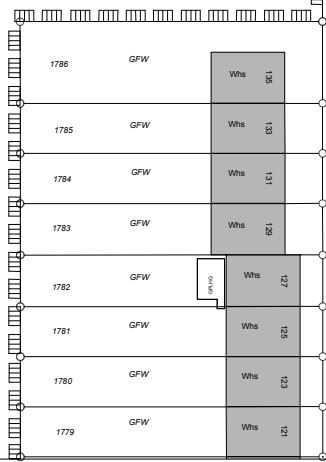 1786 GFW Whs 135
1785 GFW Whs 133
1784 GFW Whs 131
1783 GFW Whs 129
1782 GFW Whs 127
1781 GFW Whs 125
1780 GFW Whs 123
1779 GFW Whs 121